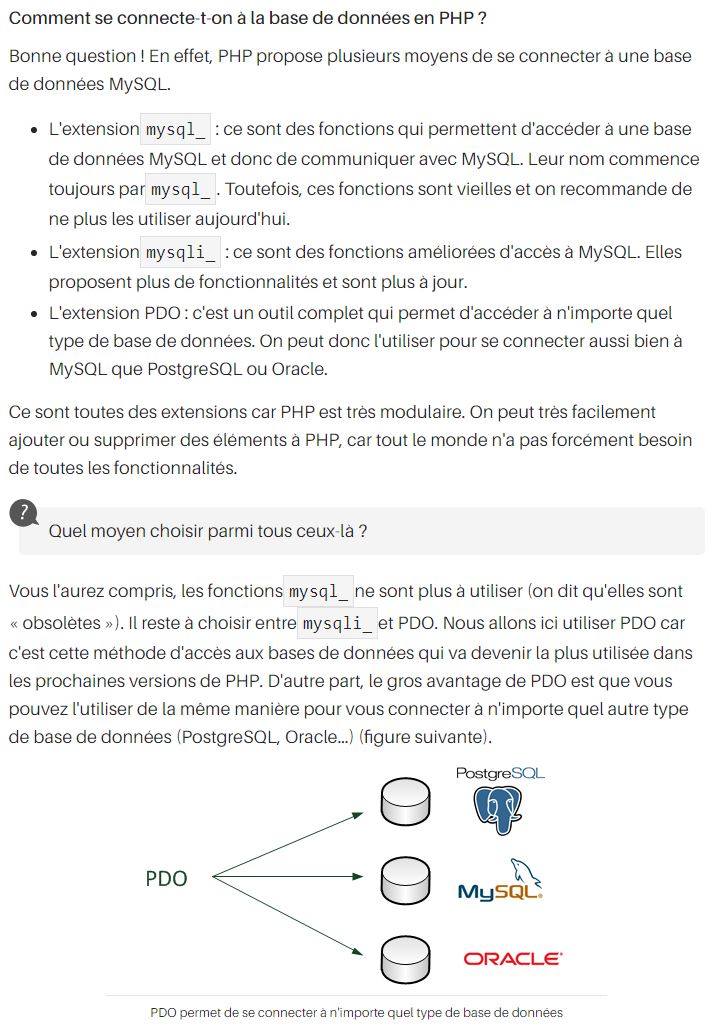 Comment se connecte-t-on à la base de données en PHP ?
Bonne question ! En effet, PHP propose plusieurs moyens de se connecter à une base
de données MySQL.
• L'extension mysql_ : ce sont des fonctions qui permettent d'accéder à une base
de données MySQL et donc de communiquer avec MySQL. Leur nom commence
toujours par mysql_ . Toutefois, ces fonctions sont vieilles et on recommande de
ne plus les utiliser aujourd'hui.
• L'extension mysqli_ : ce sont des fonctions améliorées d'accès à MySQL. Elles
proposent plus de fonctionnalités et sont plus à jour.
• L'extension PDO : c'est un outil complet qui permet d'accéder à n'importe quel
type de base de données. On peut donc l'utiliser pour se connecter aussi bien à
MySQL que PostgreSQL ou Oracle.
Ce sont toutes des extensions car PHP est très modulaire. On peut très facilement
ajouter ou supprimer des éléments à PHP, car tout le monde n'a pas forcément besoin
de toutes les fonctionnalités.
?
Quel moyen choisir parmi tous ceux-là ?
Vous l'aurez compris, les fonctions mysql_ ne sont plus à utiliser (on dit qu'elles sont
« obsolètes »). Il reste à choisir entre mysqli_ et PDO. Nous allons ici utiliser PDO car
c'est cette méthode d'accès aux bases de données qui va devenir la plus utilisée dans
les prochaines versions de PHP. D'autre part, le gros avantage de PDO est que vous
pouvez l'utiliser de la même manière pour vous connecter à n'importe quel autre type
de base de données (PostgreSQL, Oracle…) (figure suivante).
PostgreSQL
PDO
MySQL
ORACLE
PDO permet de se connecter à n'importe quel type de base de données